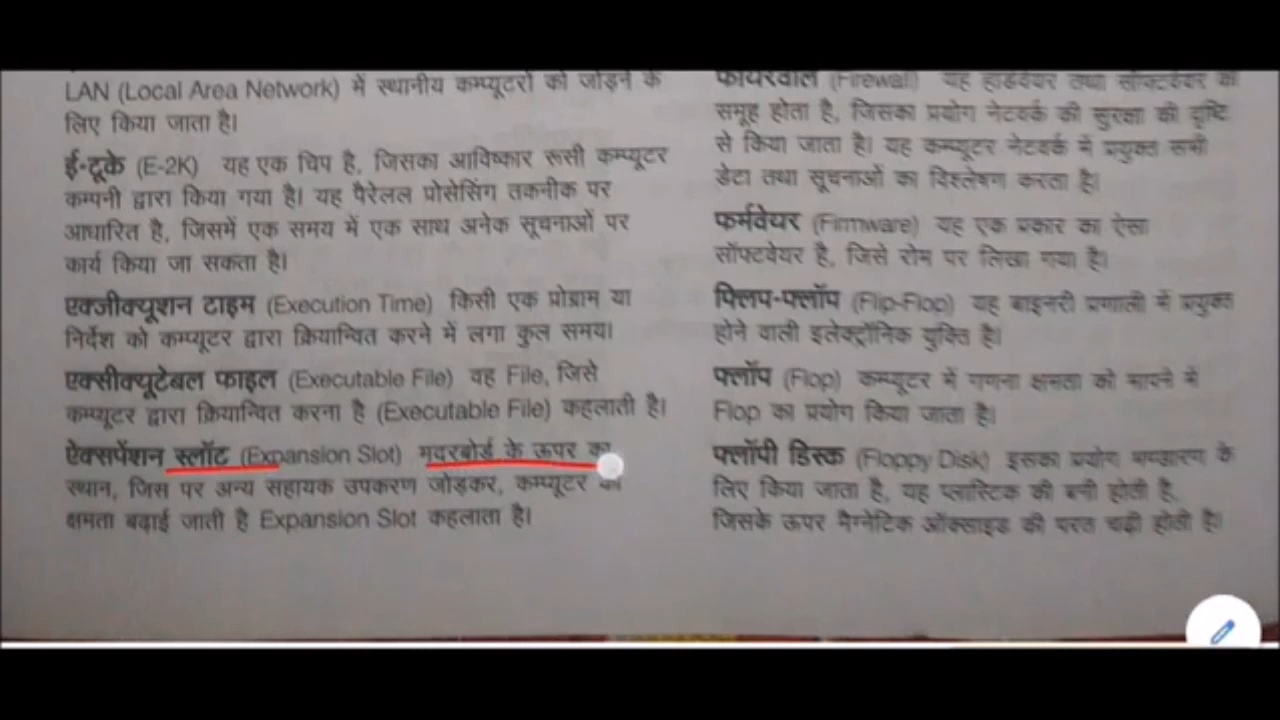 LAN (Local Area Network) में स्थानीय कम्प्यूटरों को जोड़ने के
लिए किया जाता है।
ई-टूके (E-2K) यह एक चिप है, जिसका आविष्कार रूसी कम्प्यूटर
कम्पनी द्वारा किया गया है। यह पैरेलल प्रोसेसिंग तकनीक पर
आधारित है, जिसमें एक समय में एक साथ अनेक सूचनाओं पर
कार्य किया जा सकता है।
एक्जीक्यूशन टाइम (Execution Time) किसी एक प्रोग्राम या
निर्देश को कम्प्यूटर द्वारा क्रियान्वित करने में लगा कुल समय।
एक्सीक्यूटेबल फाइल (Executable File) वह File, जिसे
कम्प्यूटर द्वारा क्रियान्वित करना है (Executable File) कहलाती है।
ऐक्सपेंशन स्लॉट (Expansion Slot) मदरबोर्ड के ऊपर का
स्थान, जिस पर अन्य सहायक उपकरण जोड़कर, कम्प्यूटर की
क्षमता बढ़ाई जाती है Expansion Slot कहलाता है।
फायरवॉल (Firewall) यह हार्डवेयर तथा सॉफ्टवेयर का
समूह होता है, जिसका प्रयोग नेटवर्क की सुरक्षा की दृष्टि
से किया जाता है। यह कम्प्यूटर नेटवर्क में प्रयुक्त सभी
डेटा तथा सूचनाओं का विश्लेषण करता है।
फर्मवेयर (Firmware) यह एक प्रकार का ऐसा
सॉफ्टवेयर है, जिसे रोम पर लिखा गया है।
फ्लिप-फ्लॉप (Flip-Flop) यह बाइनरी प्रणाली में प्रयुक्त
होने वाली इलेक्ट्रॉनिक युक्ति है।
फ्लॉप (Flop) कम्प्यूटर में गणना क्षमता को मापने में
Flop का प्रयोग किया जाता है।
फ्लॉपी डिस्क (Floppy Disk) इसका प्रयोग भण्डारण के
लिए किया जाता है, यह प्लास्टिक की बनी होती है,
जिसके ऊपर मैग्नेटिक ऑक्साइड की परत चढ़ी होती है।